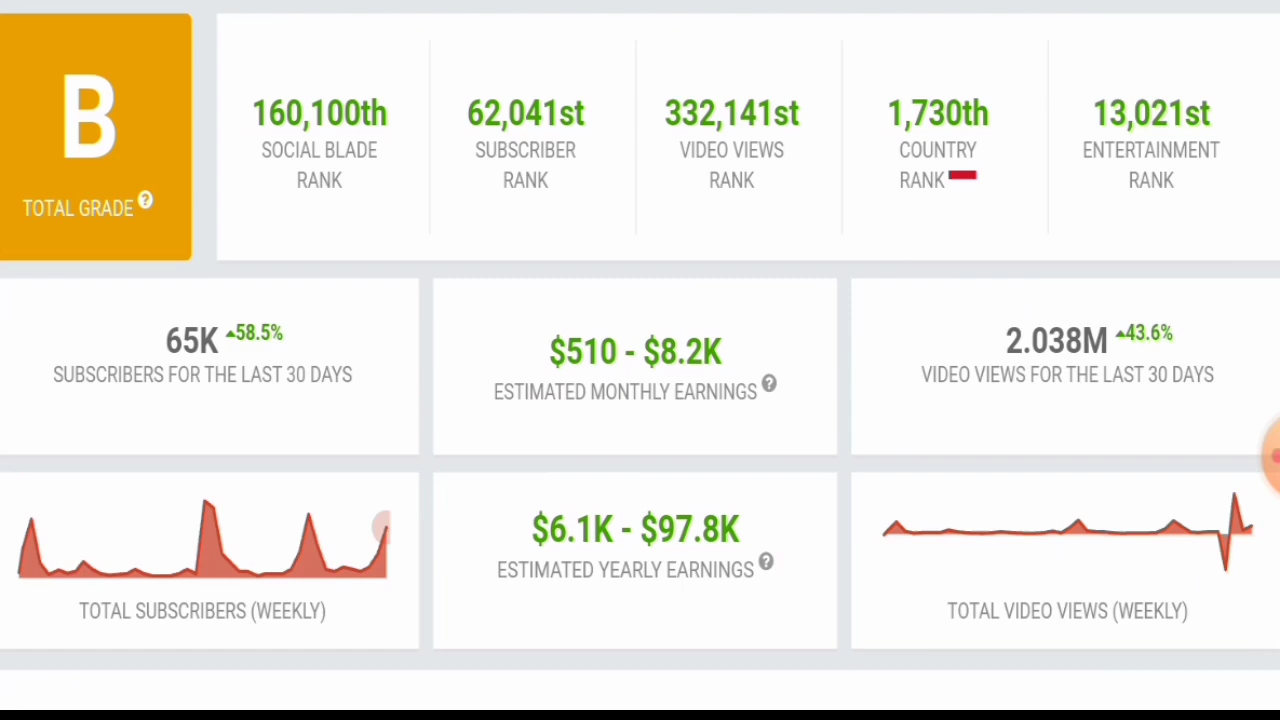 B
TOTAL GRADE ?
160,100th
SOCIAL BLADE
RANK
62,041st
SUBSCRIBER
RANK
332,141st
VIDEO VIEWS
RANK
1,730th
COUNTRY
RANK
13,021st
ENTERTAINMENT
RANK
65K 58.5%
SUBSCRIBERS FOR THE LAST 30 DAYS
$510 - $8.2K
ESTIMATED MONTHLY EARNINGS ?
2.038M 43.6%
VIDEO VIEWS FOR THE LAST 30 DAYS
TOTAL SUBSCRIBERS (WEEKLY)
$6.1K - $97.8K
ESTIMATED YEARLY EARNINGS ?
TOTAL VIDEO VIEWS (WEEKLY)